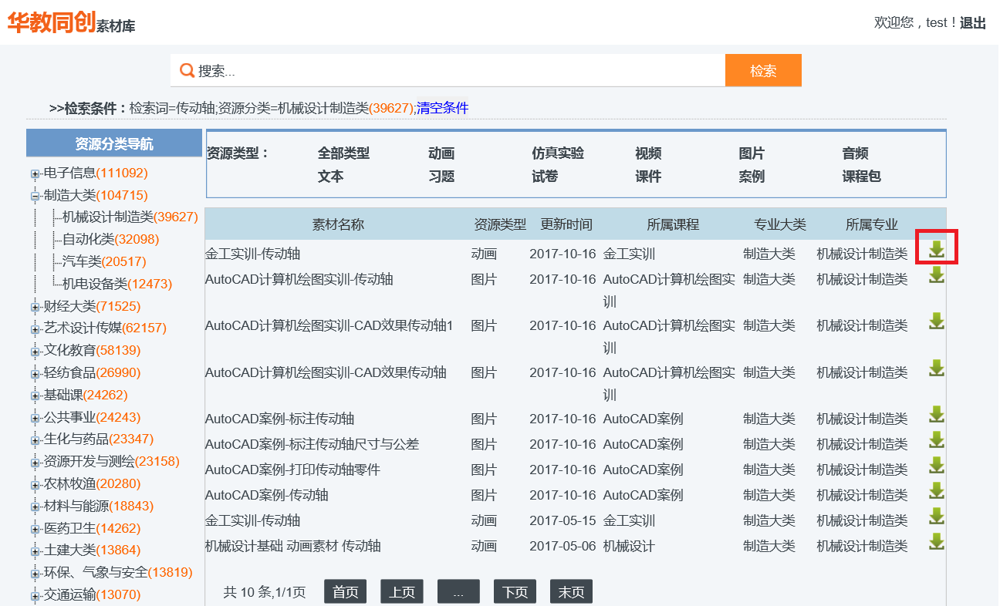 华教同创素材库
欢迎您，test！退出
搜索...
检索
>>检索条件：检索词=传动轴;资源分类=机械设计制造类(39627);清空条件
资源分类导航
电子信息(111092)
制造大类(104715)
机械设计制造类(39627)
自动化类(32098)
汽车类(20517)
机电设备类(12473)
财经大类(71525)
艺术设计传媒(62157)
文化教育(58139)
轻纺食品(26990)
基础课(24262)
公共事业(24243)
生化与药品(23347)
资源开发与测绘(23158)
农林牧渔(20280)
材料与能源(18843)
医药卫生(14262)
土建大类(13864)
环保、气象与安全(13819)
交通运输(13070)
资源类型： 全部类型 动画 仿真实验 视频 图片 音频
文本 习题 试卷 课件 案例 课程包
素材名称 资源类型 更新时间 所属课程 专业大类 所属专业
金工实训-传动轴 动画 2017-10-16 金工实训 制造大类 机械设计制造类
AutoCAD计算机绘图实训-传动轴 图片 2017-10-16 AutoCAD计算机绘图实 制造大类 机械设计制造类
训
AutoCAD计算机绘图实训-CAD效果传动轴1 图片 2017-10-16 AutoCAD计算机绘图实 制造大类 机械设计制造类
训
AutoCAD计算机绘图实训-CAD效果传动轴 图片 2017-10-16 AutoCAD计算机绘图实 制造大类 机械设计制造类
训
AutoCAD案例-标注传动轴 图片 2017-10-16 AutoCAD案例 制造大类 机械设计制造类
AutoCAD案例-标注传动轴尺寸与公差 图片 2017-10-16 AutoCAD案例 制造大类 机械设计制造类
AutoCAD案例-打印传动轴零件 图片 2017-10-16 AutoCAD案例 制造大类 机械设计制造类
AutoCAD案例-传动轴 图片 2017-10-16 AutoCAD案例 制造大类 机械设计制造类
金工实训-传动轴 动画 2017-05-15 金工实训 制造大类 机械设计制造类
机械设计基础 动画素材 传动轴 动画 2017-05-06 机械设计 制造大类 机械设计制造类
共 10 条,1/1页 首页 上页 ... 下页 末页